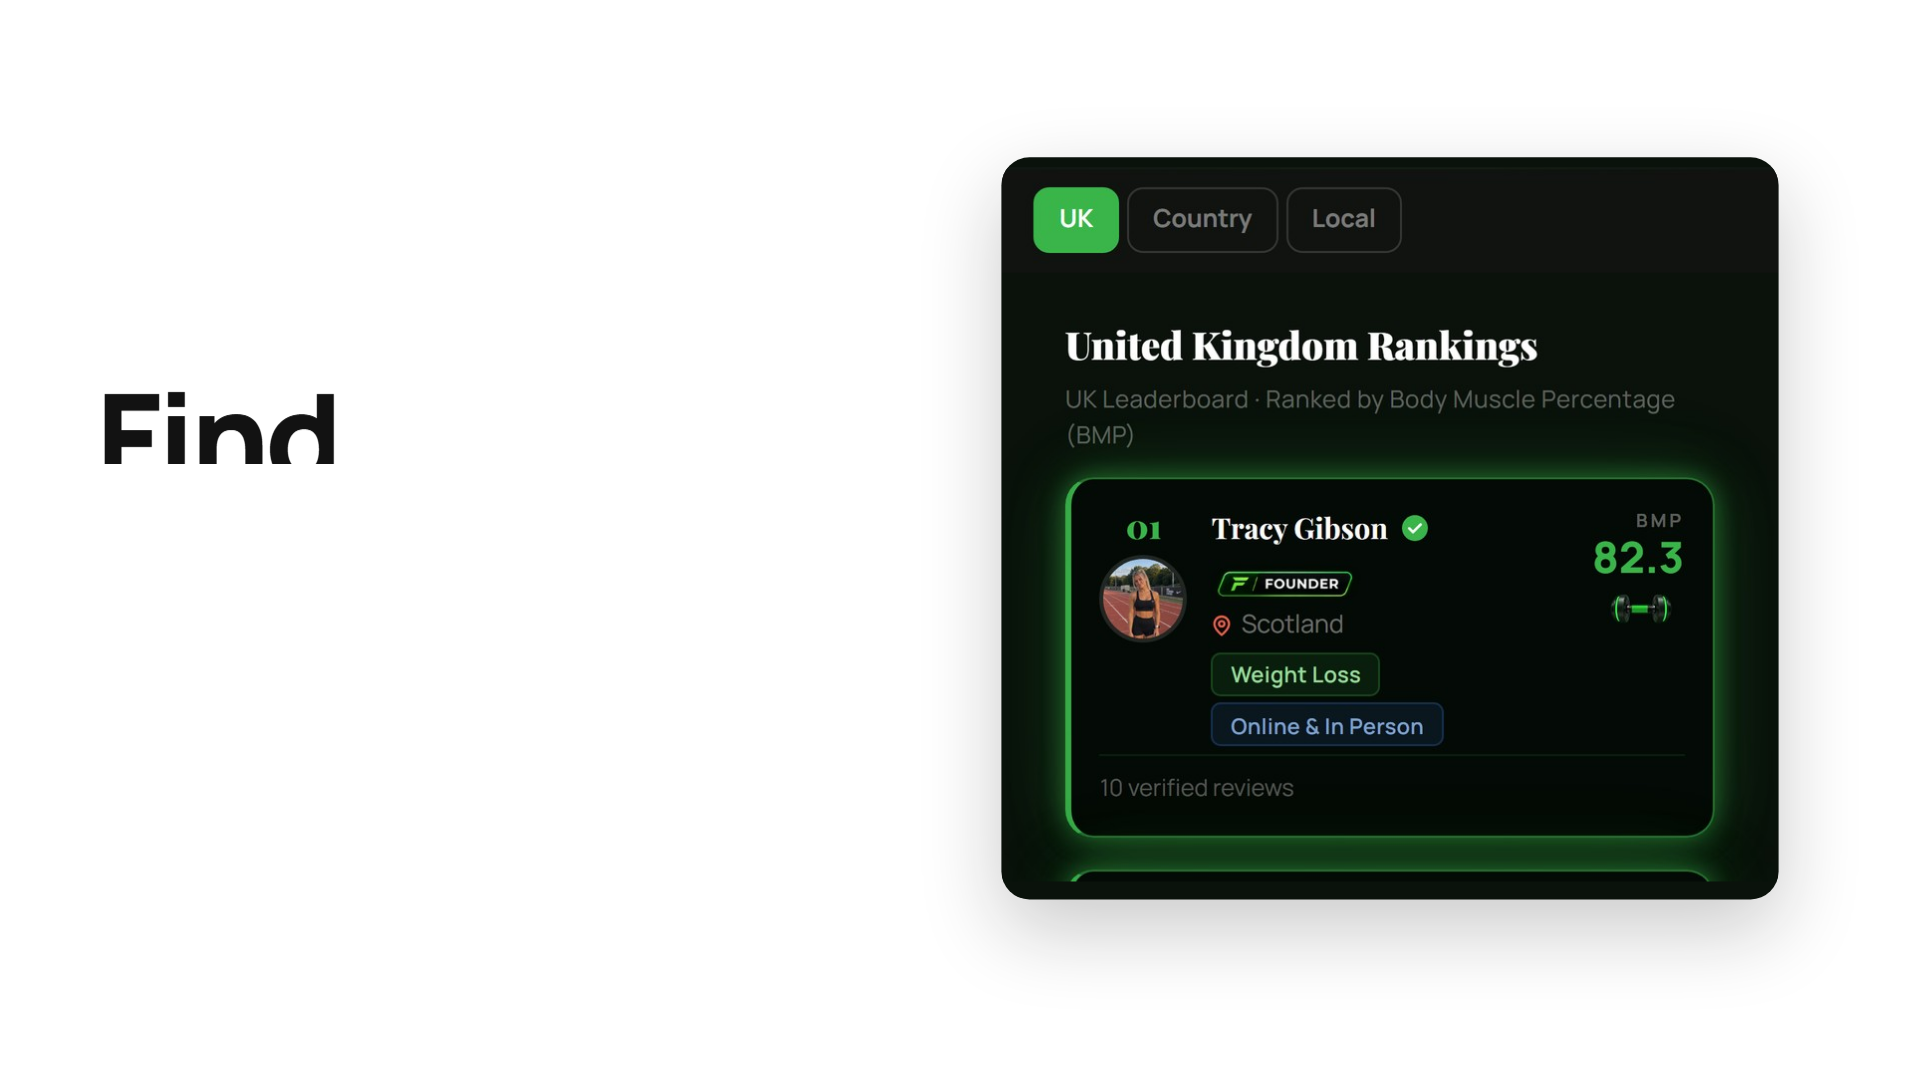 Find
UK
Country
Local
United Kingdom Rankings
UK Leaderboard · Ranked by Body Muscle Percentage
(BMP)
01
Tracy Gibson
BMP
82.3
FOUNDER
Scotland
Weight Loss
Online & In Person
10 verified reviews